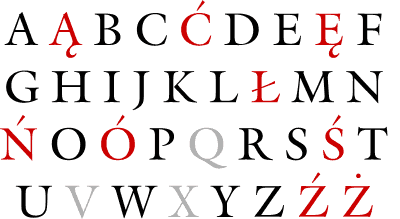 A Ą B C Ć D E Ę F
G H I J K L Ł M N
Ń O Ó P Q R S Ś T
U V W X Y Z Ź Ż